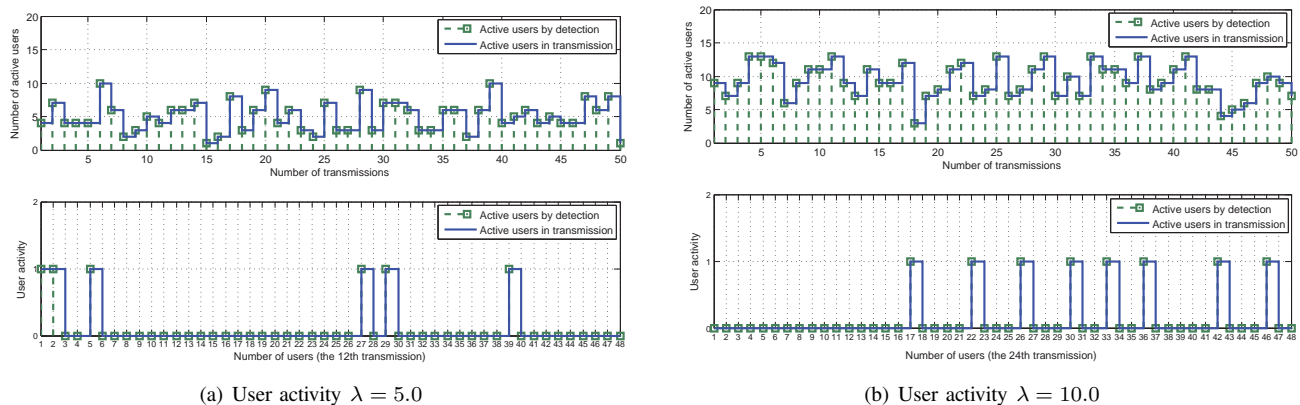 20
15
10
5
0
Number of active users
Active users by detection
Active users in transmission
5 10 15 20 25 30 35 40 45 50
Number of transmissions
2
1
0
User activity
Active users by detection
Active users in transmission
1 2 3 4 5 6 7 8 9 10 11 12 13 14 15 16 17 18 19 20 21 22 23 24 25 26 27 28 29 30 31 32 33 34 35 36 37 38 39 40 41 42 43 44 45 46 47 48
Number of users (the 12th transmission)
(a) User activity λ = 5.0
20
15
10
5
0
Number of active users
Active users by detection
Active users in transmission
5 10 15 20 25 30 35 40 45 50
Number of transmissions
2
1
0
User activity
Active users by detection
Active users in transmission
1 2 3 4 5 6 7 8 9 10 11 12 13 14 15 16 17 18 19 20 21 22 23 24 25 26 27 28 29 30 31 32 33 34 35 36 37 38 39 40 41 42 43 44 45 46 47 48
Number of users (the 24th transmission)
(b) User activity λ = 10.0